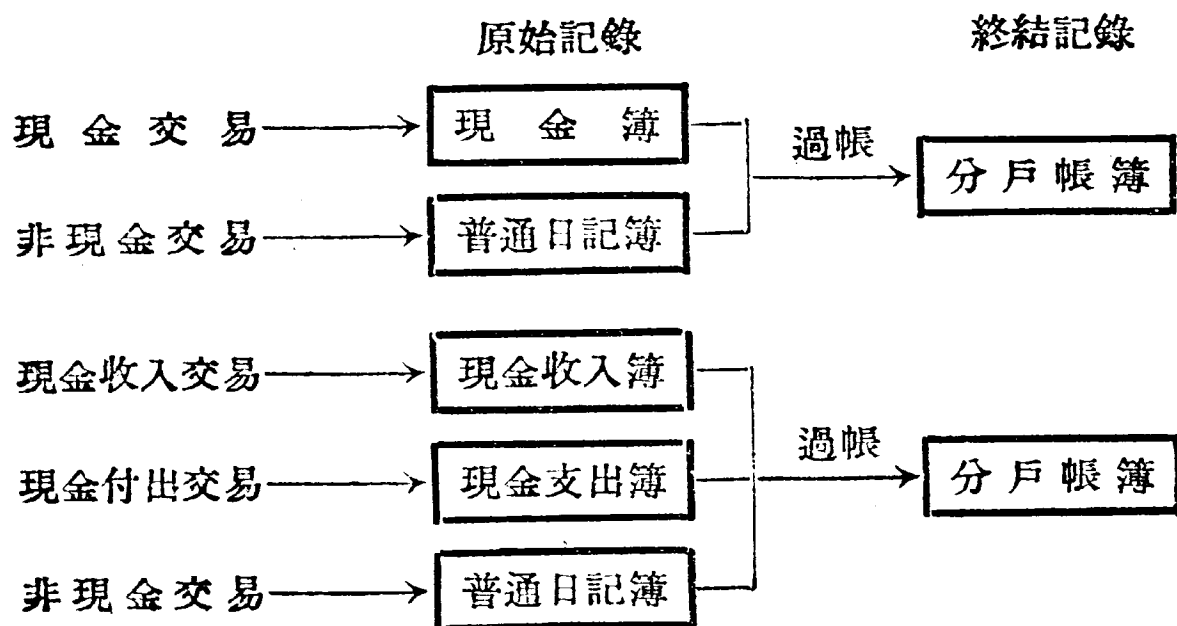 原始記錄 終結記錄
現金交易 現金簿
過帳
分戶帳簿
非現金交易 普通日記簿
現金收入交易 現金收入簿
過帳
現金付出交易 現金支出簿 分戶帳簿
非現金交易 普通日記簿